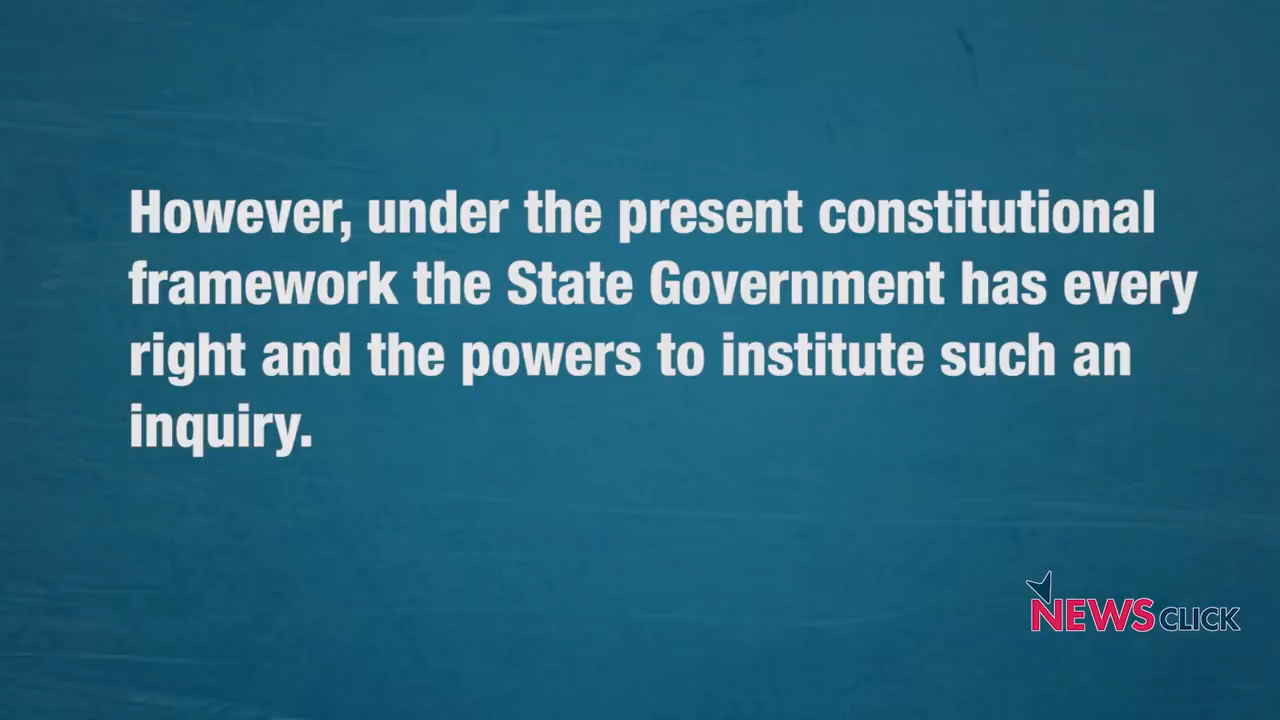 However, under the present constitutional
framework the State Government has every
right and the powers to institute such an
inquiry.
NEWSCLICK